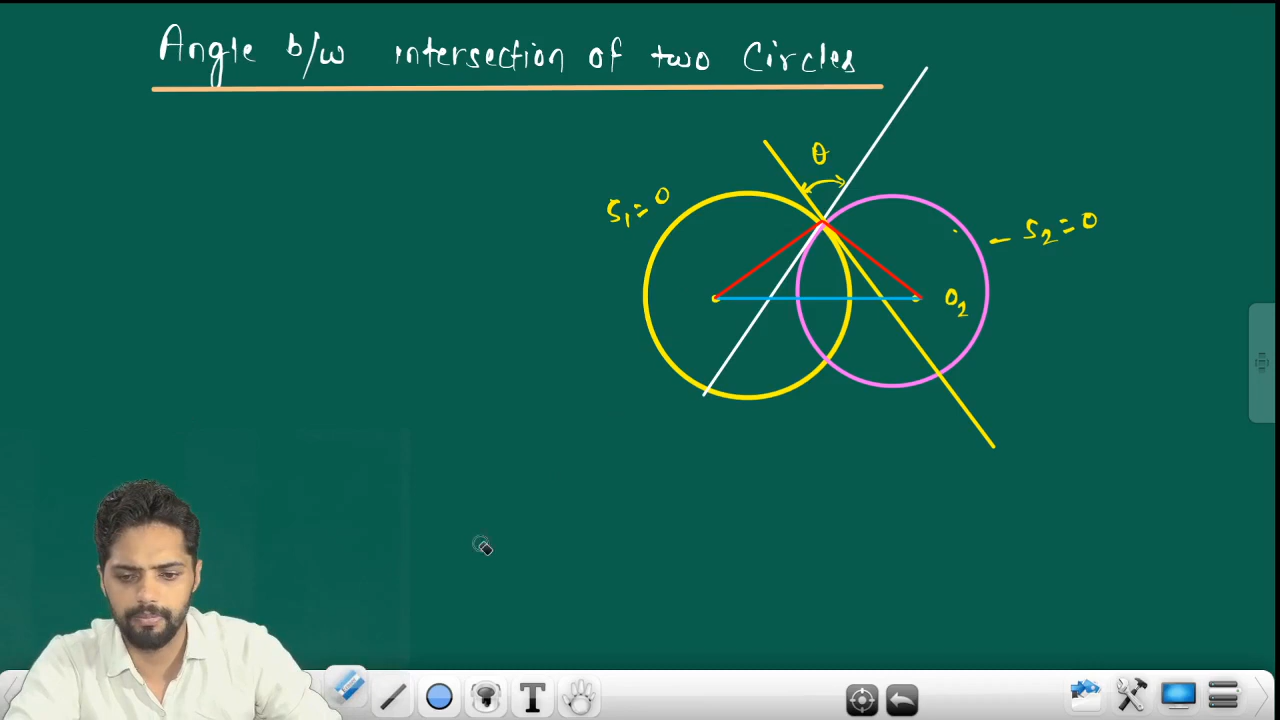 Angle b/w intersection of two Circles
θ
S₁=0
S₂=0
O₂
T